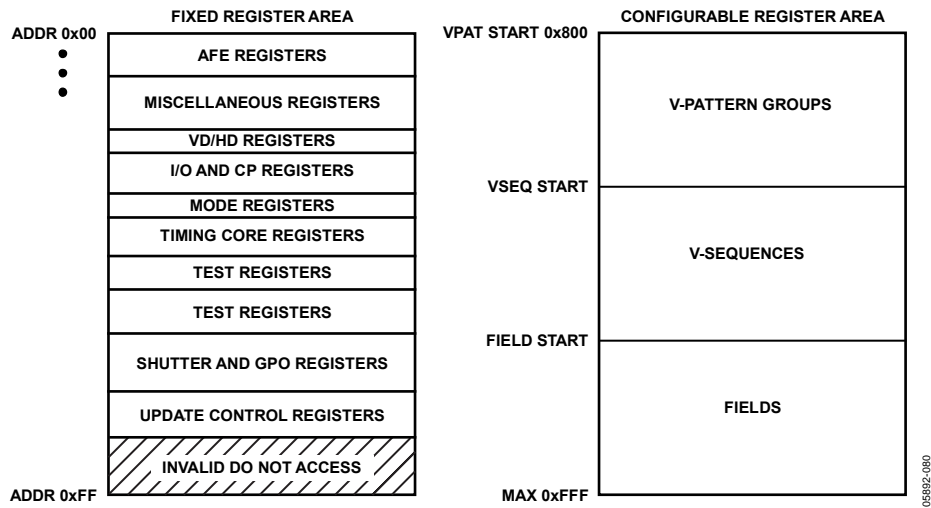 FIXED REGISTER AREA
ADDR 0x00
AFE REGISTERS
MISCELLANEOUS REGISTERS
VD/HD REGISTERS
I/O AND CP REGISTERS
MODE REGISTERS
TIMING CORE REGISTERS
TEST REGISTERS
TEST REGISTERS
SHUTTER AND GPO REGISTERS
UPDATE CONTROL REGISTERS
INVALID DO NOT ACCESS
ADDR 0xFF
CONFIGURABLE REGISTER AREA
VPAT START 0x800
V-PATTERN GROUPS
VSEQ START
V-SEQUENCES
FIELD START
FIELDS
MAX 0xFFF
05892-080